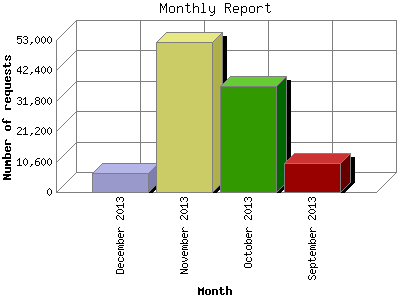 Monthly Report
Number of requests
53,000
42,400
31,800
21,200
10,600
0
December 2013
November 2013
October 2013
September 2013
Month